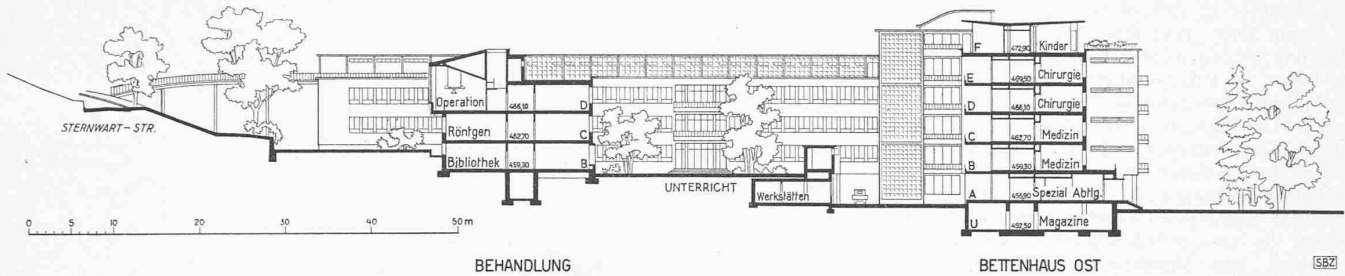 STERNWART-STR.
0 5 10 20 30 40 50 m
Operation 466,10 D
Röntgen 462,70 C
Bibliothek 459,30 B
UNTERRICHT
Werkstätten
F 472,90 Kinder
E 469,50 Chirurgie
D 466,10 Chirurgie
C 462,70 Medizin
B 459,30 Medizin
A 455,90 Spezial Abtlg.
U 452,50 Magazine
BEHANDLUNG
BETTENHAUS OST
SBZ